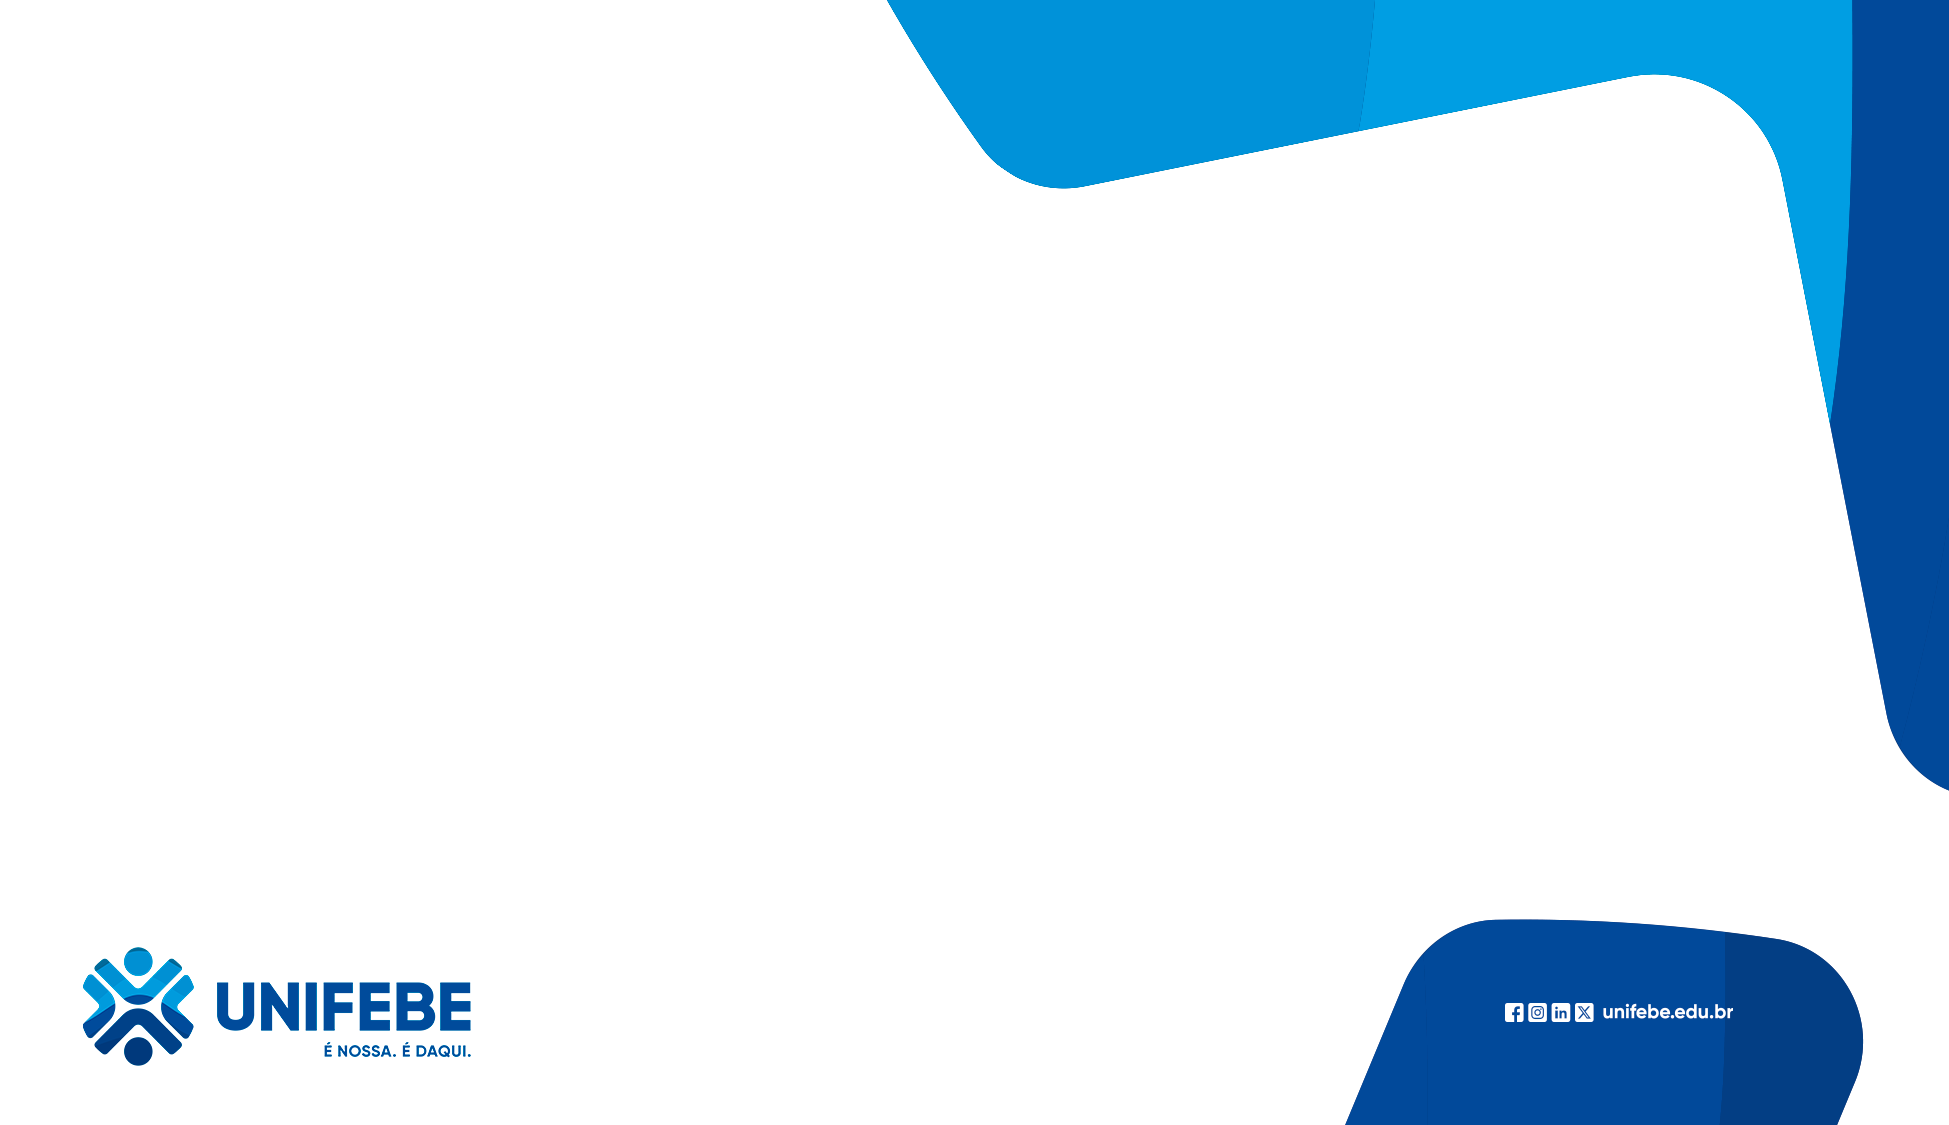 UNIFEBE
É NOSSA. É DAQUI.
unifebe.edu.br